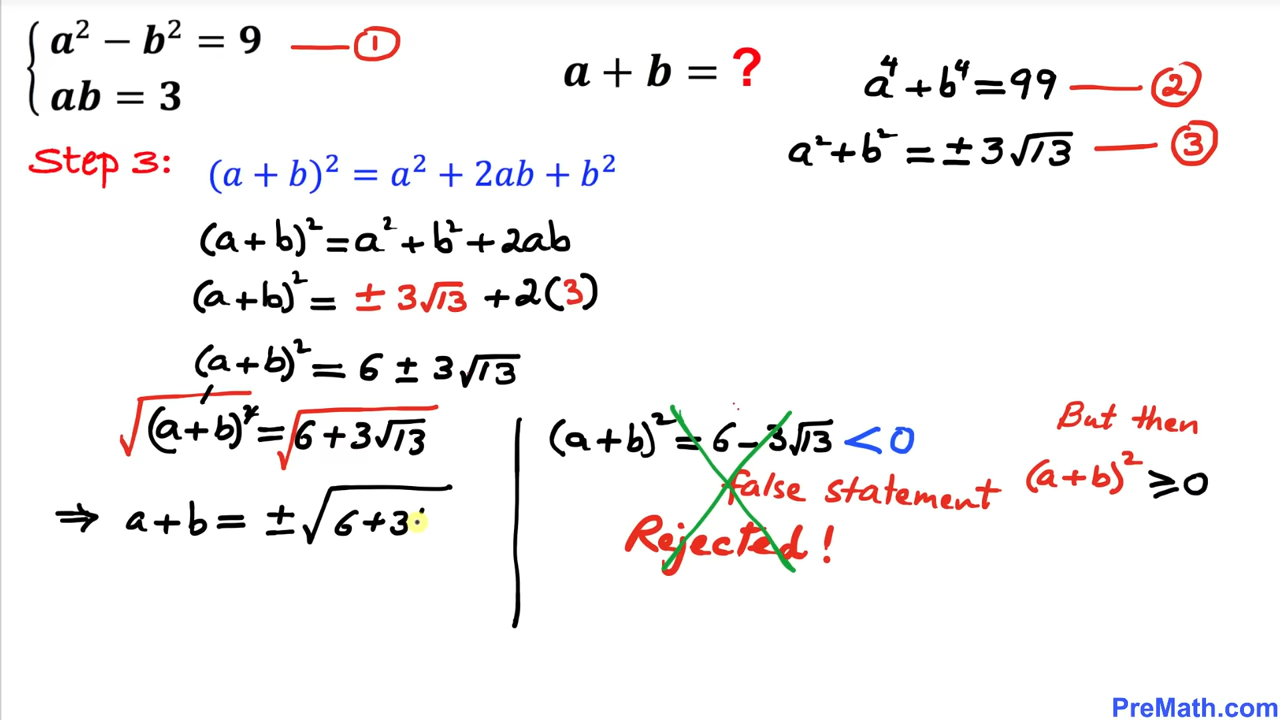 a² − b² = 9 —— ①
ab = 3
a + b = ?
a⁴ + b⁴ = 99 —— ②
a² + b² = ± 3√13 —— ③
Step 3: (a + b)² = a² + 2ab + b²
(a + b)² = a² + b² + 2ab
(a + b)² = ± 3√13 + 2(3)
(a + b)² = 6 ± 3√13
√(a + b)² = √6 + 3√13
⇒ a + b = ± √6 + 3
(a + b)² = 6 − 3√13 < 0
false statement
Rejected!
But then
(a + b)² ≥ 0
PreMath.com